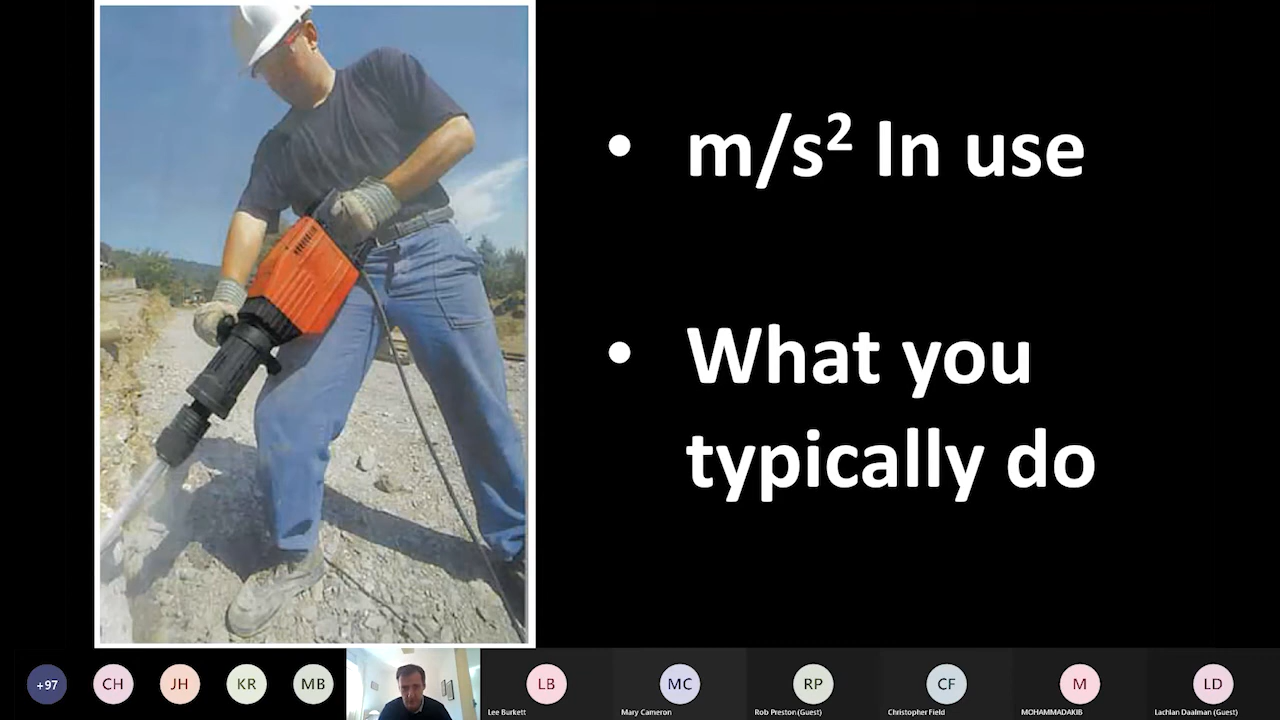 • m/s² In use
• What you
typically do
+97
CH
JH
KR
MB
LB
MC
RP
CF
M
LD
Lee Burkett
Mary Cameron
Rob Preston (Guest)
Christopher Field
MOHAMMADAKIB
Lachlan Daalman (Guest)